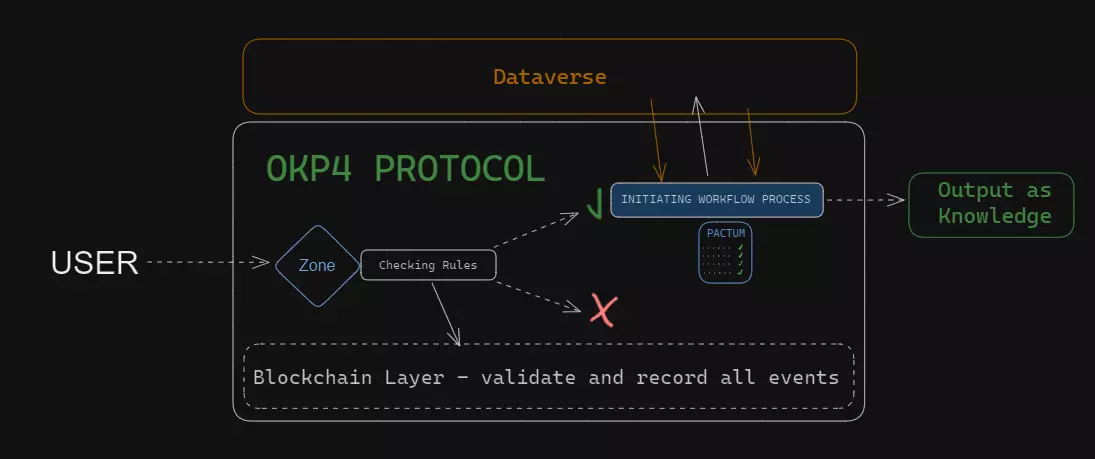 Dataverse
OKP4 PROTOCOL
INITIATING WORKFLOW PROCESS
Output as
Knowledge
PACTUM
USER
Zone
Checking Rules
Blockchain Layer – validate and record all events